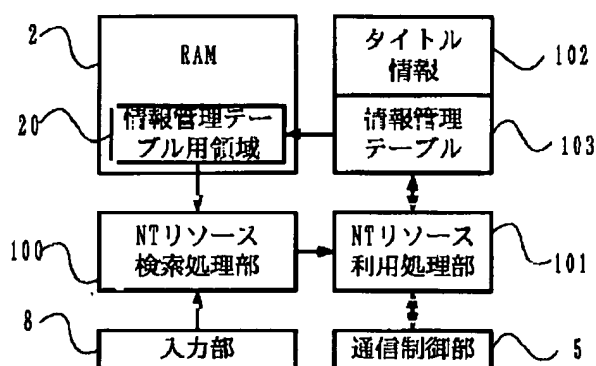 2
RAM
タイトル
情報
102
20
情報管理テー
ブル用領域
情報管理
テーブル
103
NTリソース
検索処理部
100
NTリソース
利用処理部
101
8
入力部
通信制御部
5